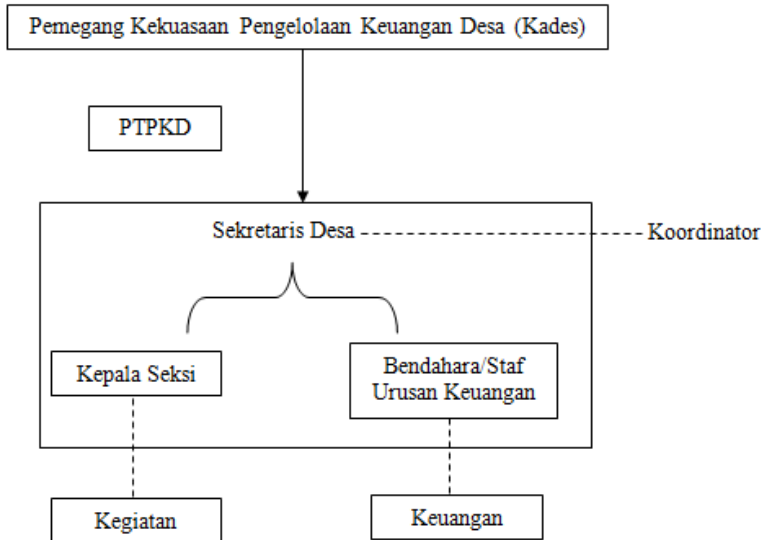 Pemegang Kekuasaan Pengelolaan Keuangan Desa (Kades)
PTPKD
Sekretaris Desa
Koordinator
Kepala Seksi
Bendahara/Staf
Urusan Keuangan
Kegiatan
Keuangan